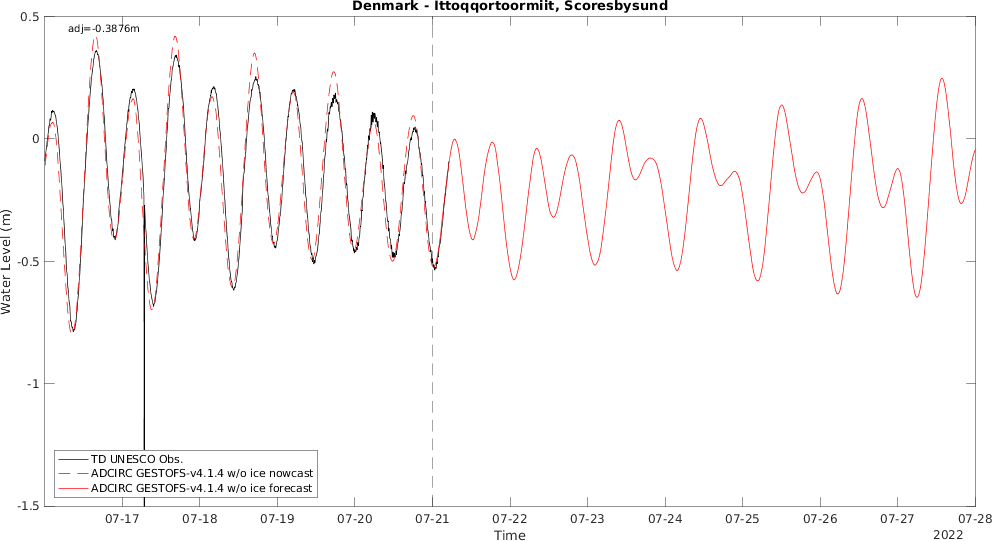 Denmark - Ittoqqortoormiit, Scoresbysund
adj=-0.3876m
0.5
0
-0.5
-1
-1.5
Water Level (m)
TD UNESCO Obs.
ADCIRC GESTOFS-v4.1.4 w/o ice nowcast
ADCIRC GESTOFS-v4.1.4 w/o ice forecast
07-17 07-18 07-19 07-20 07-21 07-22 07-23 07-24 07-25 07-26 07-27 07-28
Time
2022